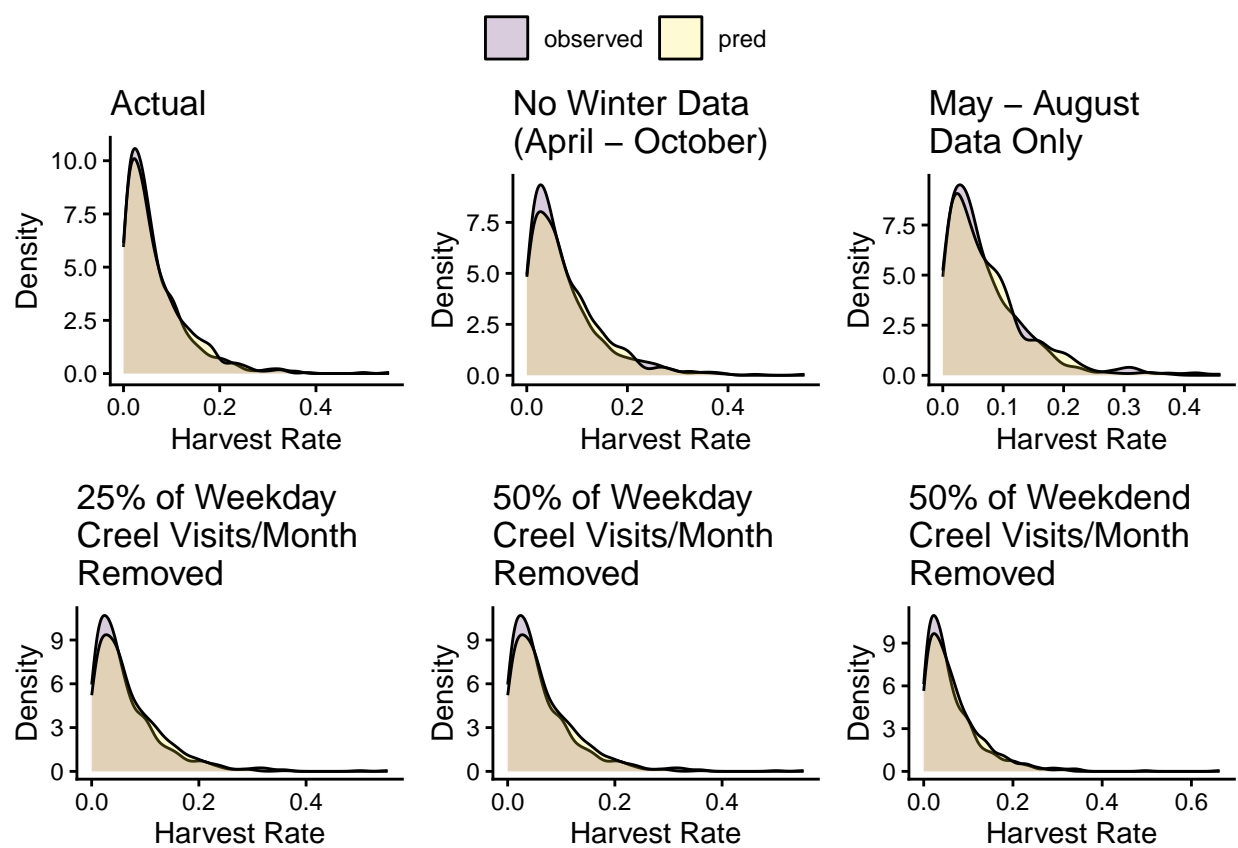 observed pred
Actual
10.0
7.5
5.0
2.5
0.0
Density
0.0 0.2 0.4
Harvest Rate
No Winter Data
(April – October)
7.5
5.0
2.5
0.0
Density
0.0 0.2 0.4
Harvest Rate
May – August
Data Only
7.5
5.0
2.5
0.0
Density
0.0 0.1 0.2 0.3 0.4
Harvest Rate
25% of Weekday
Creel Visits/Month
Removed
9
6
3
0
Density
0.0 0.2 0.4
Harvest Rate
50% of Weekday
Creel Visits/Month
Removed
9
6
3
0
Density
0.0 0.2 0.4
Harvest Rate
50% of Weekdend
Creel Visits/Month
Removed
9
6
3
0
Density
0.0 0.2 0.4 0.6
Harvest Rate